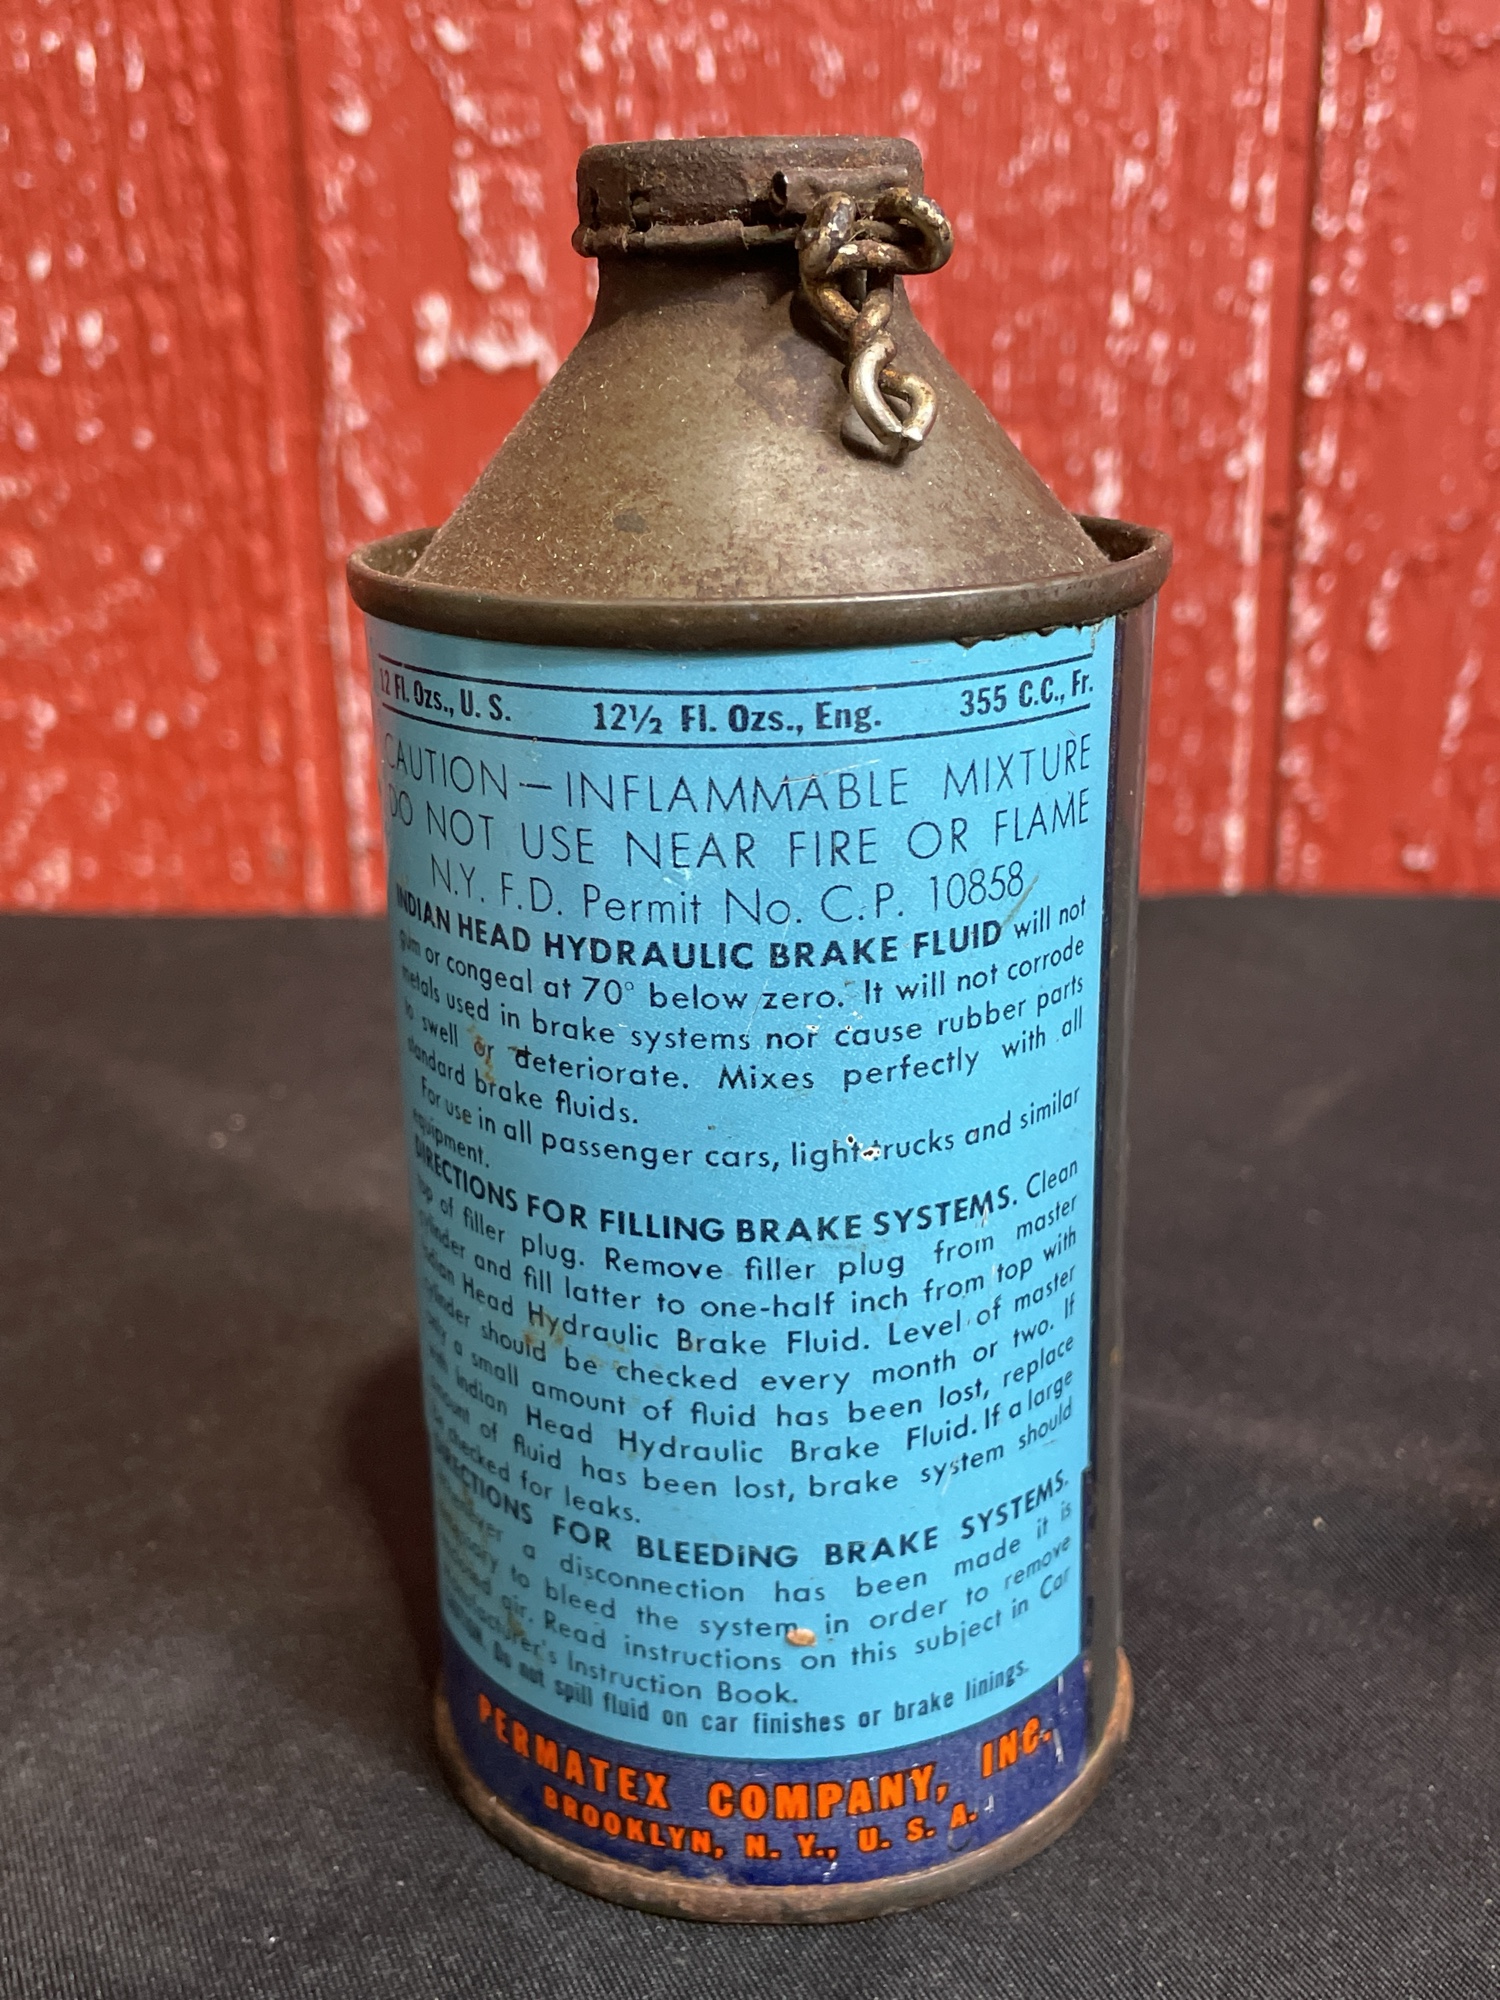 12 Fl. Ozs., U. S. 12½ Fl. Ozs., Eng. 355 C.C., Fr.
CAUTION — INFLAMMABLE MIXTURE
DO NOT USE NEAR FIRE OR FLAME
N.Y. F.D. Permit No. C.P. 10858
INDIAN HEAD HYDRAULIC BRAKE FLUID will not
gum or congeal at 70° below zero. It will not corrode
metals used in brake systems nor cause rubber parts
to swell or deteriorate. Mixes perfectly with all
standard brake fluids.
For use in all passenger cars, light trucks and similar
equipment.
DIRECTIONS FOR FILLING BRAKE SYSTEMS. Clean
top of filler plug. Remove filler plug from master
cylinder and fill latter to one-half inch from top with
Indian Head Hydraulic Brake Fluid. Level of master
cylinder should be checked every month or two. If
only a small amount of fluid has been lost, replace
with Indian Head Hydraulic Brake Fluid. If a large
amount of fluid has been lost, brake system should
be checked for leaks.
DIRECTIONS FOR BLEEDING BRAKE SYSTEMS.
Whenever a disconnection has been made it is
necessary to bleed the system in order to remove
air. Read instructions on this subject in Car
Manufacturer's Instruction Book.
Do not spill fluid on car finishes or brake linings.
PERMATEX COMPANY, INC.
BROOKLYN, N. Y., U. S. A.